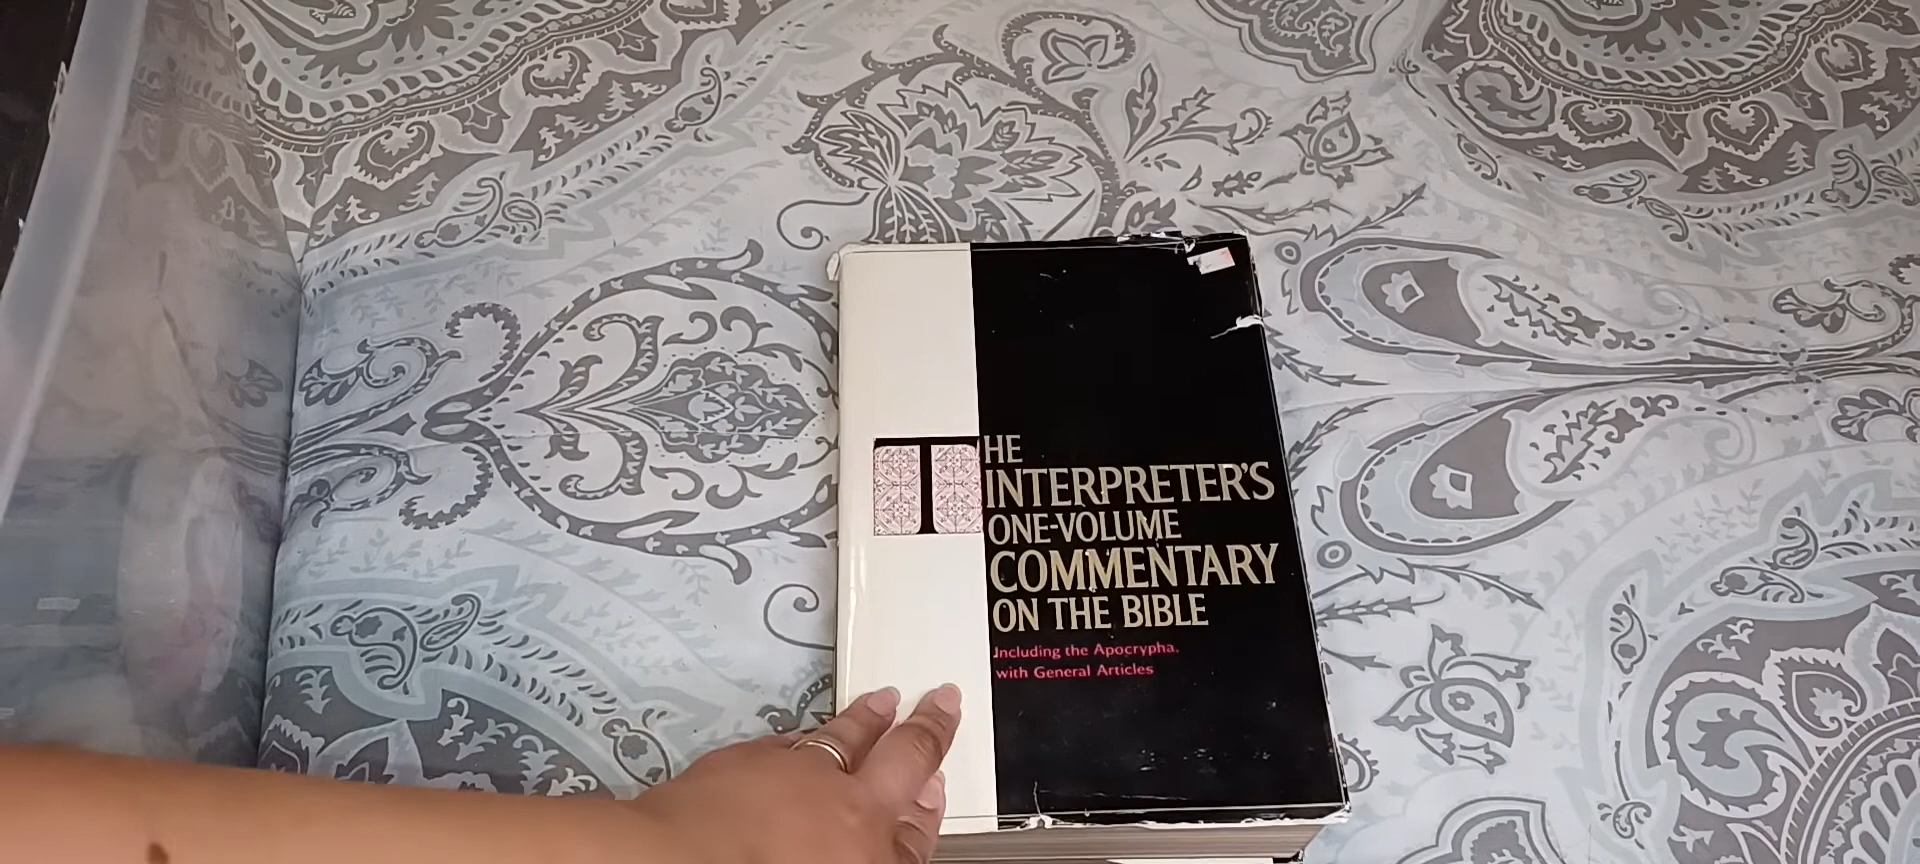 THE
INTERPRETER'S
ONE-VOLUME
COMMENTARY
ON THE BIBLE
Including the Apocrypha,
with General Articles